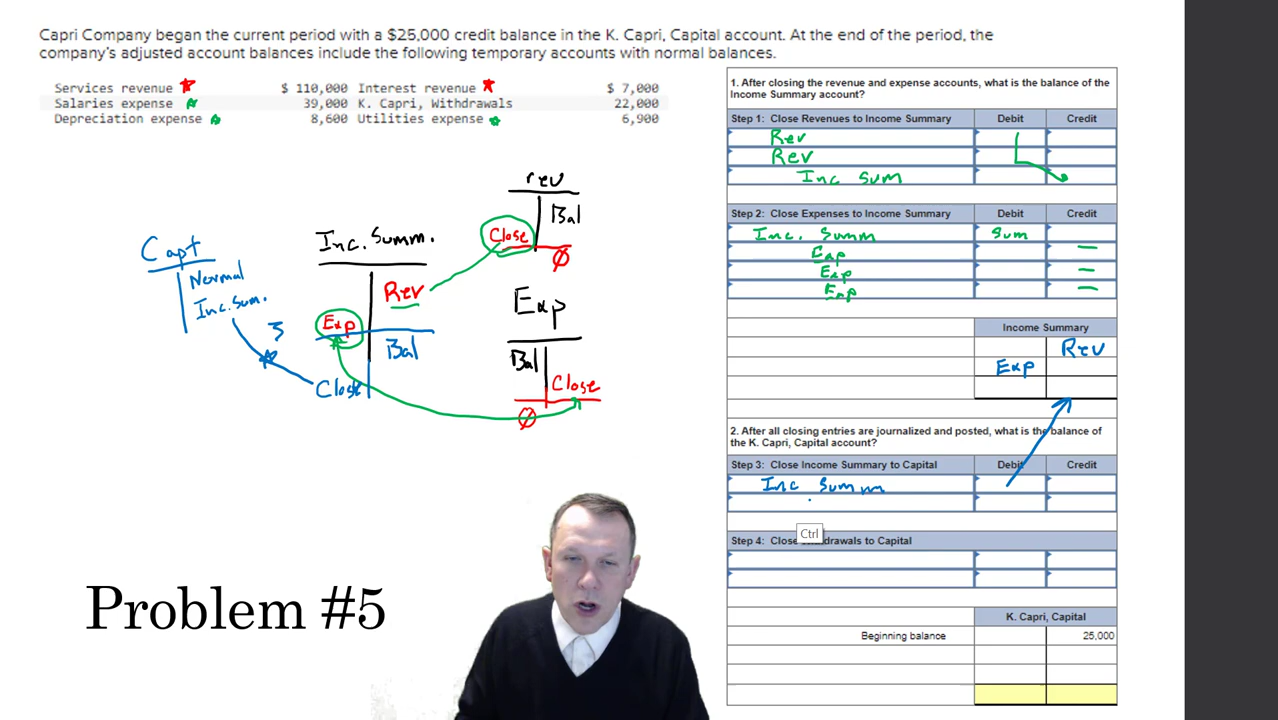 Capri Company began the current period with a $25,000 credit balance in the K. Capri, Capital account. At the end of the period, the
company's adjusted account balances include the following temporary accounts with normal balances.
Services revenue $ 110,000 Interest revenue $ 7,000
Salaries expense 39,000 K. Capri, Withdrawals 22,000
Depreciation expense 8,600 Utilities expense 6,900
rev
Bal
Close
Ø
Capt
Normal
Inc. Sum.
3
Inc. Summ.
Rev
Exp
Bal
Close
Exp
Bal
Close
Ø
Problem #5
1. After closing the revenue and expense accounts, what is the balance of the
Income Summary account?
Step 1: Close Revenues to Income Summary Debit Credit
Rev
Rev
Inc Sum
Step 2: Close Expenses to Income Summary Debit Credit
Inc. Summ Sum
Exp
Exp
Exp
Income Summary
Rev
Exp
2. After all closing entries are journalized and posted, what is the balance of
the K. Capri, Capital account?
Step 3: Close Income Summary to Capital Debit Credit
Inc Summ
Ctrl
Step 4: Close drawals to Capital Debit Credit
K. Capri, Capital
Beginning balance 25,000